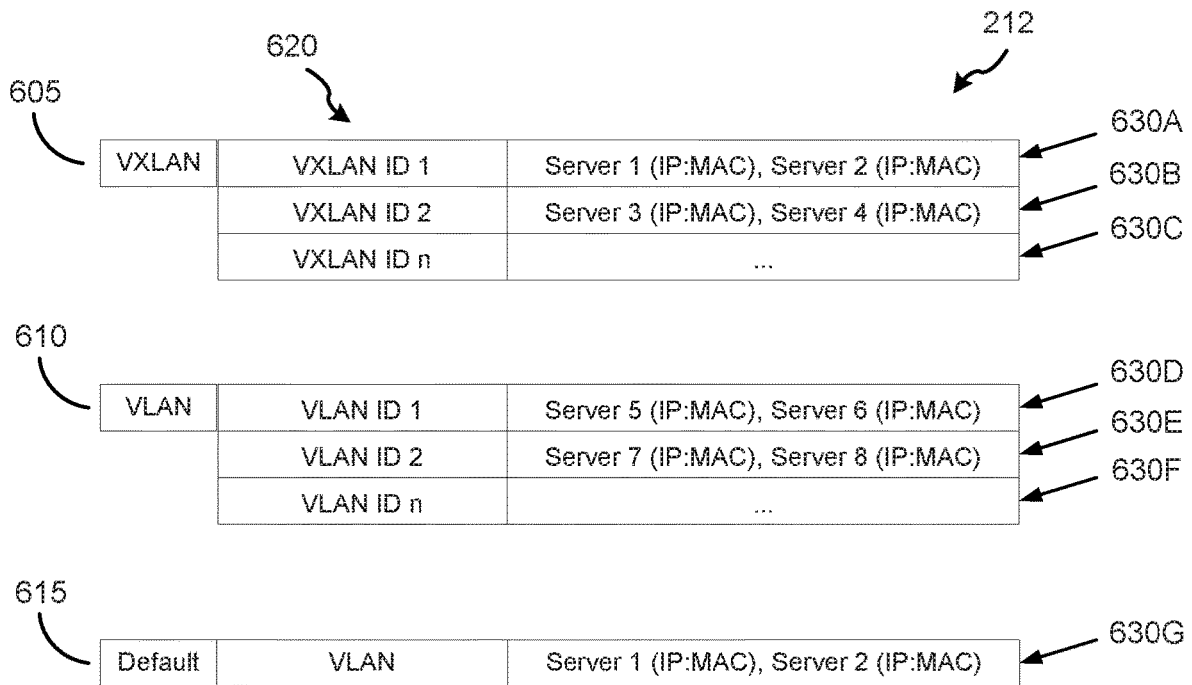 212
620
605
630A
VXLAN VXLAN ID 1 Server 1 (IP:MAC), Server 2 (IP:MAC)
630B
VXLAN ID 2 Server 3 (IP:MAC), Server 4 (IP:MAC)
630C
VXLAN ID n ...
610
630D
VLAN VLAN ID 1 Server 5 (IP:MAC), Server 6 (IP:MAC)
630E
VLAN ID 2 Server 7 (IP:MAC), Server 8 (IP:MAC)
630F
VLAN ID n ...
615
630G
Default VLAN Server 1 (IP:MAC), Server 2 (IP:MAC)